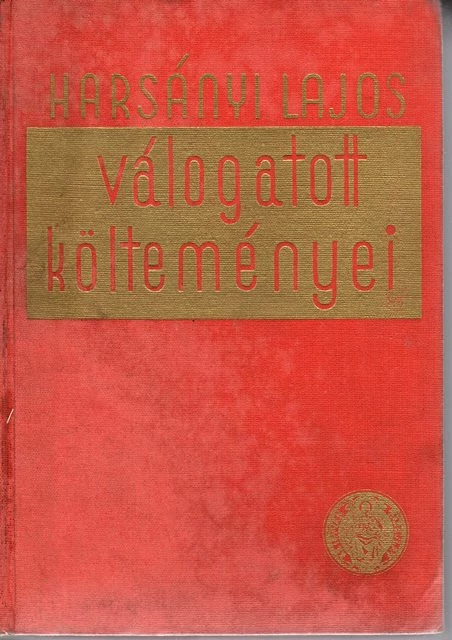 HARSÁNYI LAJOS
válogatott
költeményei